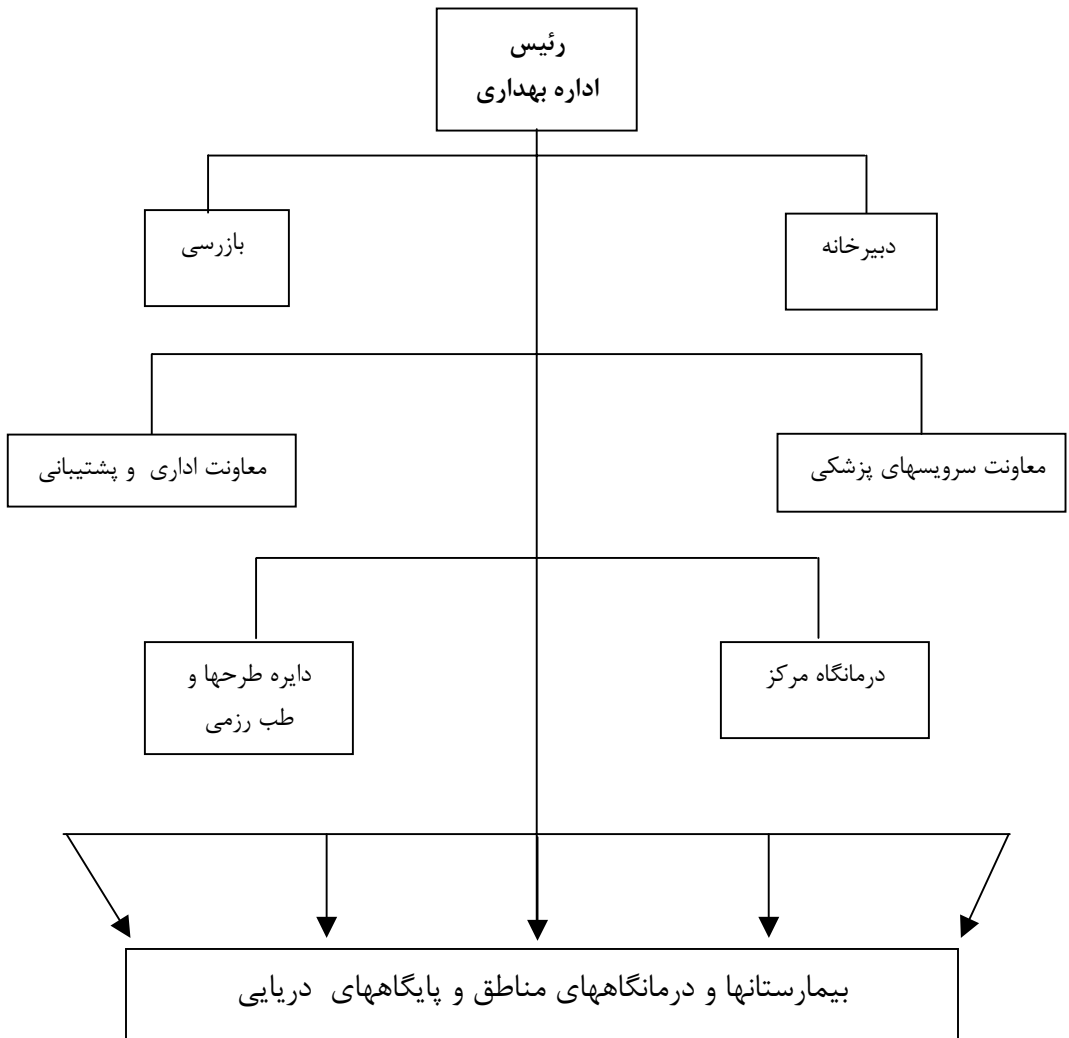 رئیس
اداره بهداری
دبیرخانه
بازرسی
معاونت سرویسهای پزشکی
معاونت اداری و پشتیبانی
درمانگاه مرکز
دایره طرحها و
طب رزمی
بیمارستانها و درمانگاههای مناطق و پایگاههای دریایی